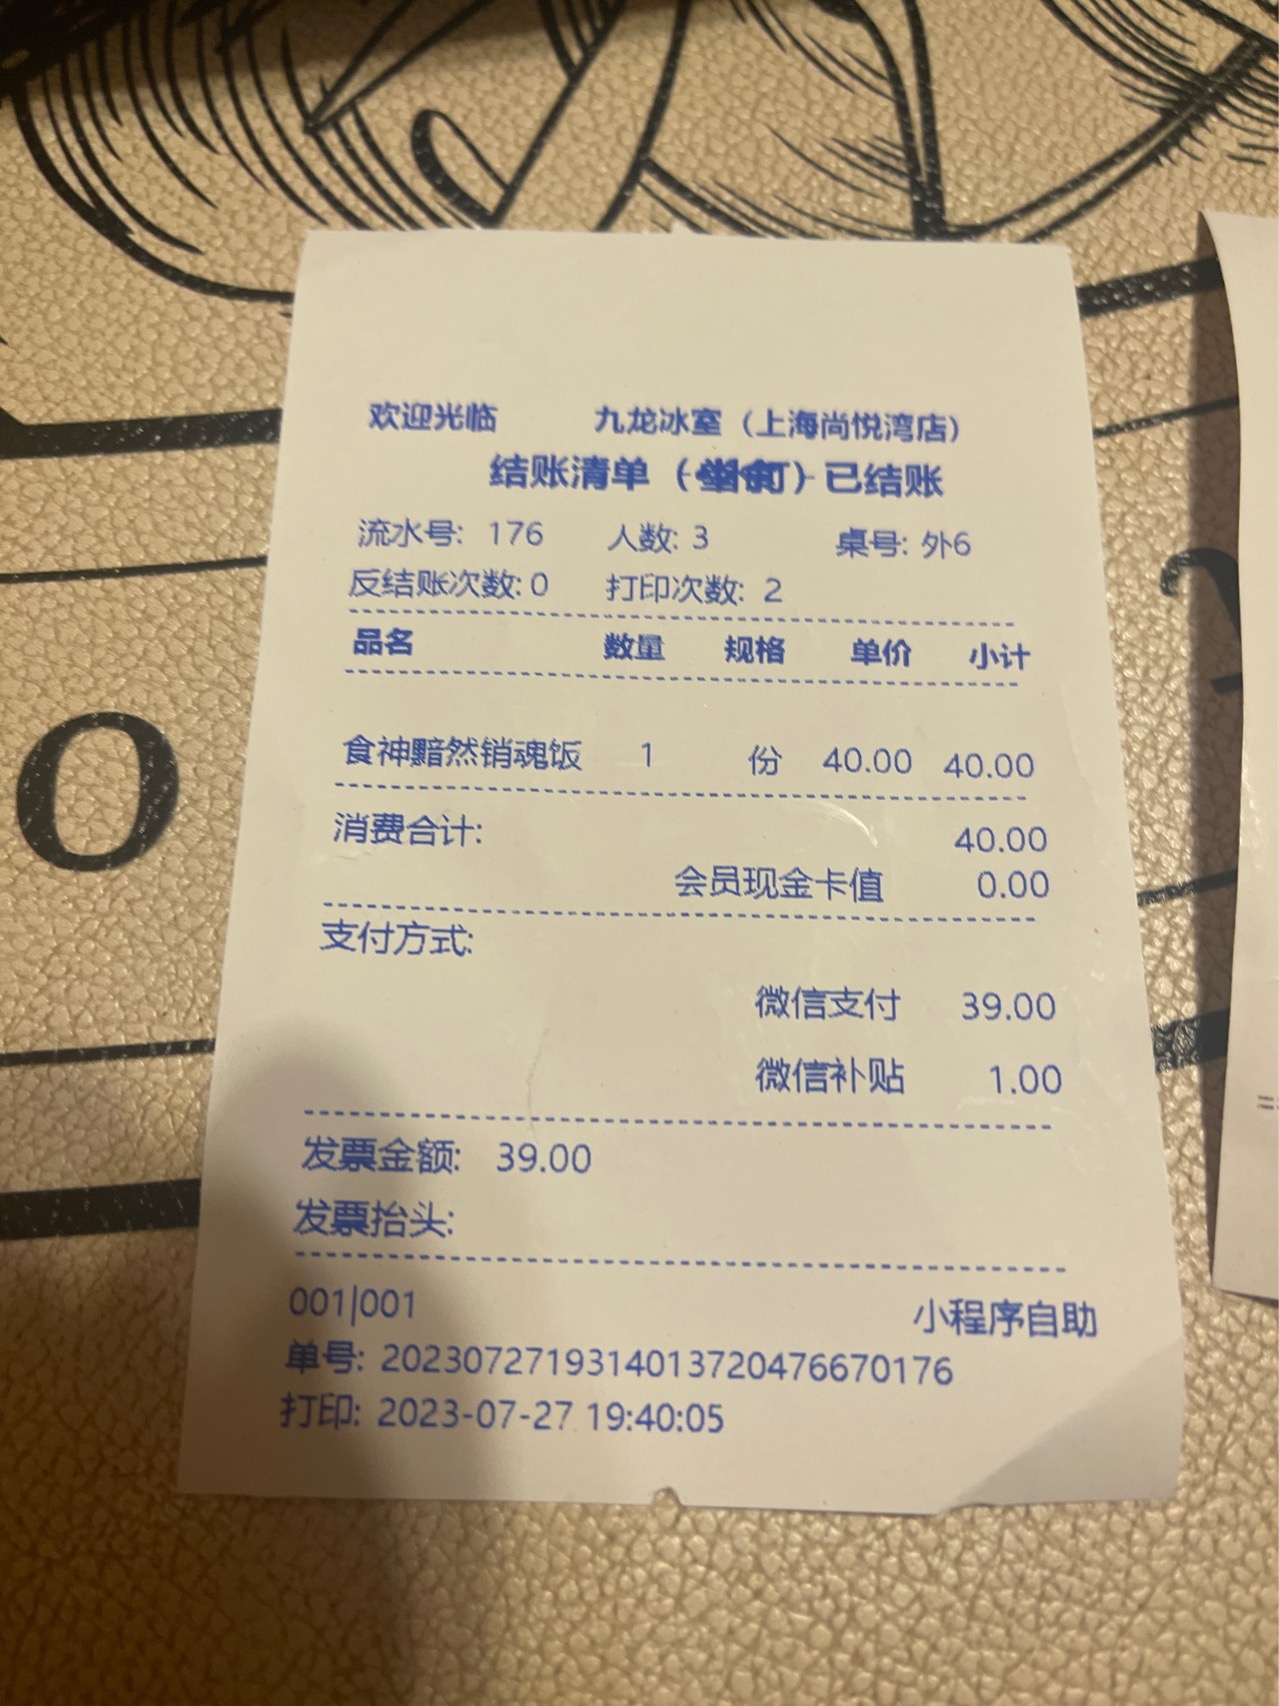 欢迎光临 九龙冰室（上海尚悦湾店）
结账清单（）已结账
流水号: 176 人数: 3 桌号: 外6
反结账次数: 0 打印次数: 2
品名 数量 规格 单价 小计
食神黯然销魂饭 1 份 40.00 40.00
消费合计: 40.00
会员现金卡值 0.00
支付方式:
微信支付 39.00
微信补贴 1.00
发票金额: 39.00
发票抬头:
001|001 小程序自助
单号: 2023072719314013720476670176
打印: 2023-07-27 19:40:05
O